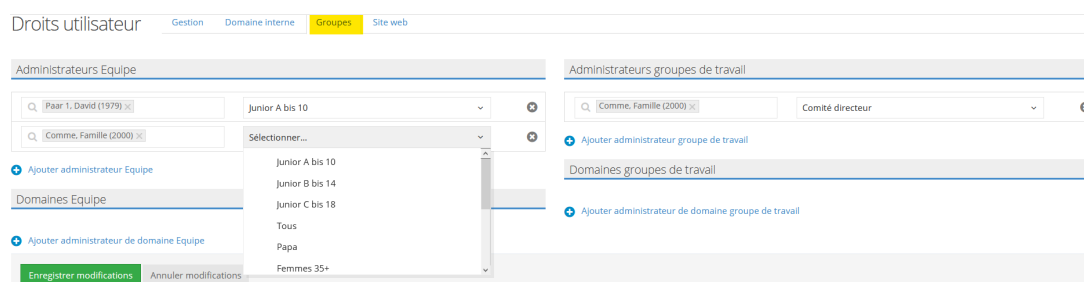 Droits utilisateur Gestion Domaine interne Groupes Site web
Administrateurs Equipe
Paar 1, David (1979) × Junior A bis 10
Comme, Famille (2000) × Sélectionner...
Junior A bis 10
Junior B bis 14
Junior C bis 18
Tous
Papa
Femmes 35+
Ajouter administrateur Equipe
Domaines Equipe
Ajouter administrateur de domaine Equipe
Enregistrer modifications Annuler modifications
Administrateurs groupes de travail
Comme, Famille (2000) × Comité directeur
Ajouter administrateur groupe de travail
Domaines groupes de travail
Ajouter administrateur de domaine groupe de travail